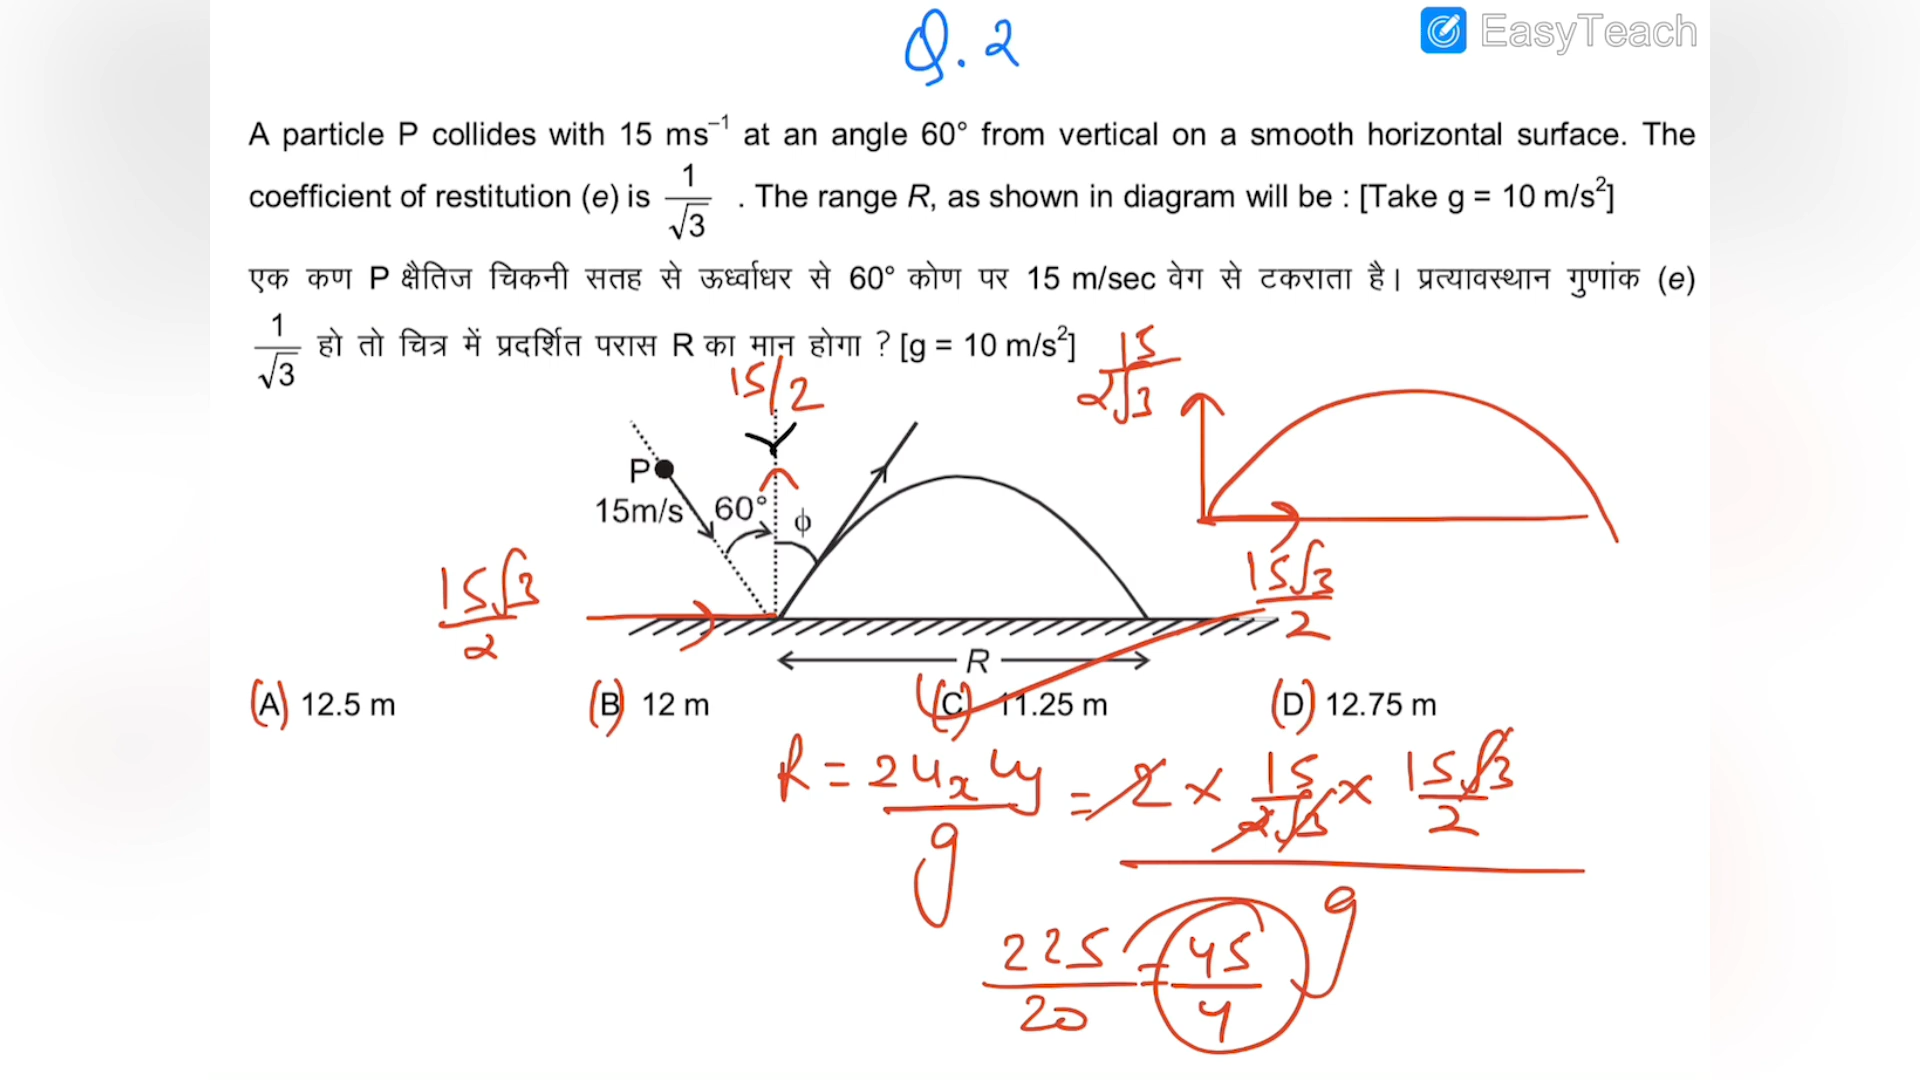 Q. 2
EasyTeach
A particle P collides with 15 ms⁻¹ at an angle 60° from vertical on a smooth horizontal surface. The
coefficient of restitution (e) is 1/√3 . The range R, as shown in diagram will be : [Take g = 10 m/s²]
एक कण P क्षैतिज चिकनी सतह से ऊर्ध्वाधर से 60° कोण पर 15 m/sec वेग से टकराता है। प्रत्यावस्थान गुणांक (e)
1/√3 हो तो चित्र में प्रदर्शित परास R का मान होगा ? [g = 10 m/s²]
15/2
15/2√3
P
15m/s
60°
ϕ
15√3/2
15√3/2
R
(A) 12.5 m (B) 12 m (C) 11.25 m (D) 12.75 m
R = 2 u_x u_y / g = 2 × 15/2√3 × 15√3/2 / g
225/20 = 45/4